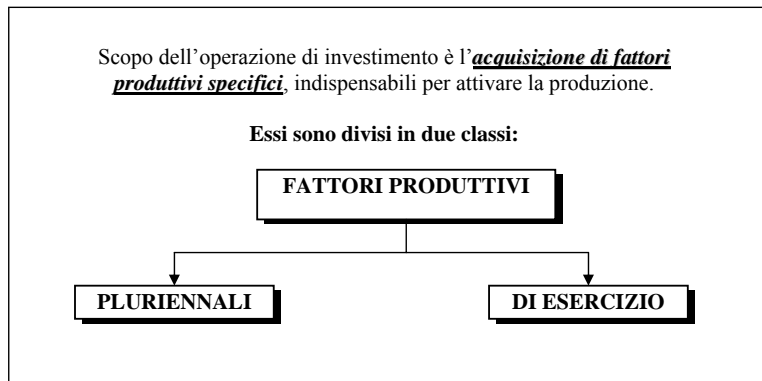 Scopo dell’operazione di investimento è l’acquisizione di fattori
produttivi specifici, indispensabili per attivare la produzione.
Essi sono divisi in due classi:
FATTORI PRODUTTIVI
PLURIENNALI
DI ESERCIZIO